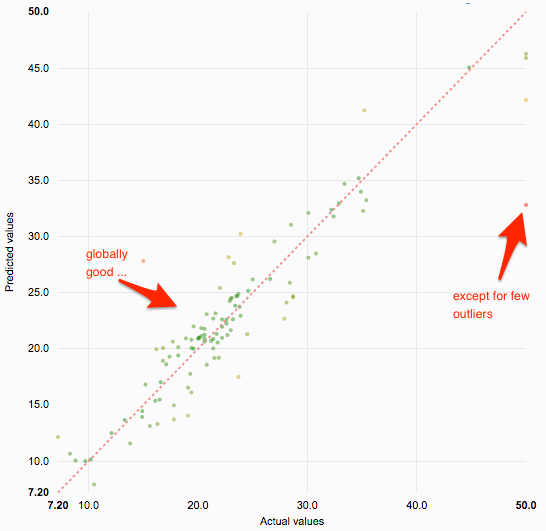 50.0
45.0
40.0
35.0
30.0
25.0
20.0
15.0
10.0
7.20
Predicted values
globally
good ...
except for few
outliers
7.20 10.0 20.0 30.0 40.0 50.0
Actual values